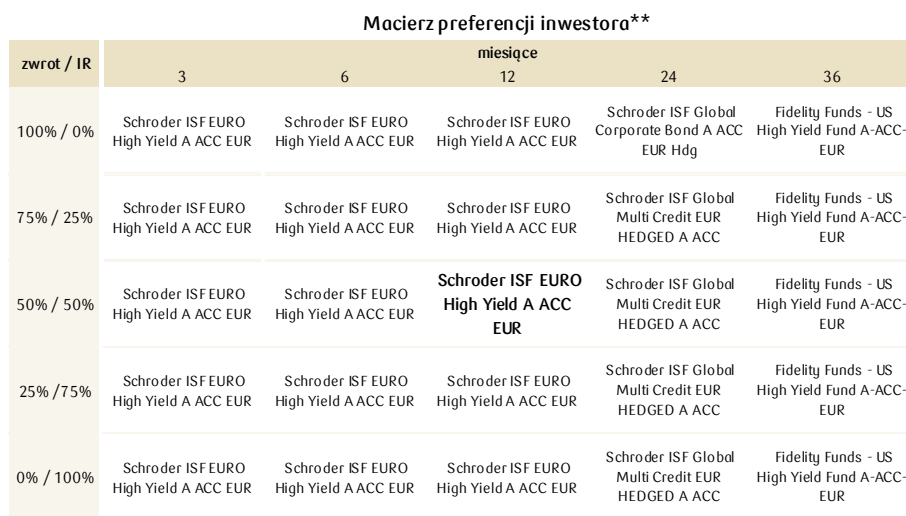 Macierz preferencji inwestora**
zwrot / IR
miesiące
3 6 12 24 36
100% / 0%
Schroder ISF EURO
High Yield A ACC EUR
Schroder ISF EURO
High Yield A ACC EUR
Schroder ISF EURO
High Yield A ACC EUR
Schroder ISF Global
Corporate Bond A ACC
EUR Hdg
Fidelity Funds - US
High Yield Fund A-ACC-
EUR
75% / 25%
Schroder ISF EURO
High Yield A ACC EUR
Schroder ISF EURO
High Yield A ACC EUR
Schroder ISF EURO
High Yield A ACC EUR
Schroder ISF Global
Multi Credit EUR
HEDGED A ACC
Fidelity Funds - US
High Yield Fund A-ACC-
EUR
50% / 50%
Schroder ISF EURO
High Yield A ACC EUR
Schroder ISF EURO
High Yield A ACC EUR
Schroder ISF EURO
High Yield A ACC
EUR
Schroder ISF Global
Multi Credit EUR
HEDGED A ACC
Fidelity Funds - US
High Yield Fund A-ACC-
EUR
25% /75%
Schroder ISF EURO
High Yield A ACC EUR
Schroder ISF EURO
High Yield A ACC EUR
Schroder ISF EURO
High Yield A ACC EUR
Schroder ISF Global
Multi Credit EUR
HEDGED A ACC
Fidelity Funds - US
High Yield Fund A-ACC-
EUR
0% / 100%
Schroder ISF EURO
High Yield A ACC EUR
Schroder ISF EURO
High Yield A ACC EUR
Schroder ISF EURO
High Yield A ACC EUR
Schroder ISF Global
Multi Credit EUR
HEDGED A ACC
Fidelity Funds - US
High Yield Fund A-ACC-
EUR